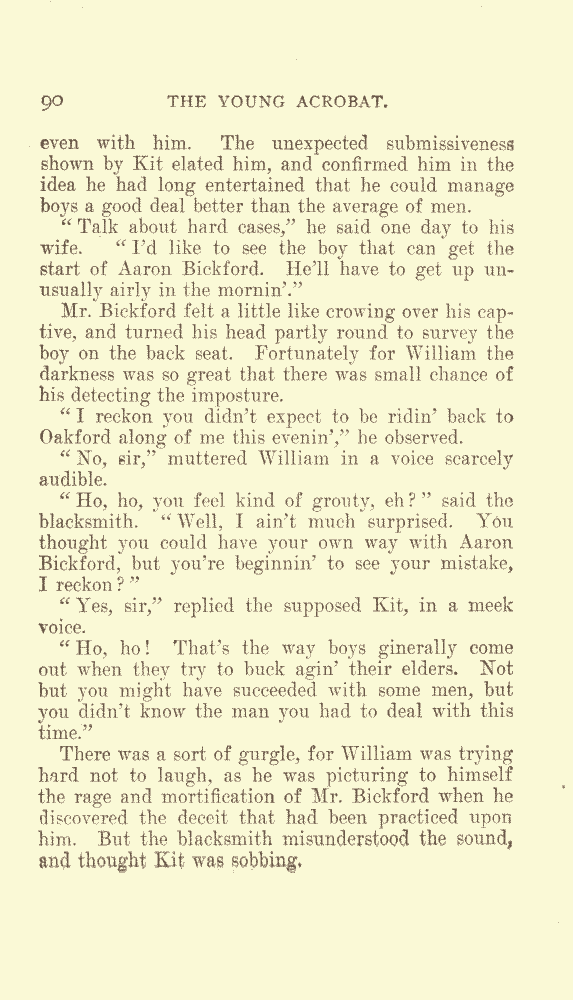 90 THE YOUNG ACROBAT.
even with him. The unexpected submissiveness
shown by Kit elated him, and confirmed him in the
idea he had long entertained that he could manage
boys a good deal better than the average of men.
“Talk about hard cases,” he said one day to his
wife. “I’d like to see the boy that can get the
start of Aaron Bickford. He’ll have to get up un-
usually airly in the mornin’.”
Mr. Bickford felt a little like crowing over his cap-
tive, and turned his head partly round to survey the
boy on the back seat. Fortunately for William the
darkness was so great that there was small chance of
his detecting the imposture.
“I reckon you didn’t expect to be ridin’ back to
Oakford along of me this evenin’,” he observed.
“No, sir,” muttered William in a voice scarcely
audible.
“Ho, ho, you feel kind of grouty, eh?” said the
blacksmith. “Well, I ain’t much surprised. You
thought you could have your own way with Aaron
Bickford, but you’re beginnin’ to see your mistake,
I reckon?”
“Yes, sir,” replied the supposed Kit, in a meek
voice.
“Ho, ho! That’s the way boys ginerally come
out when they try to buck agin’ their elders. Not
but you might have succeeded with some men, but
you didn’t know the man you had to deal with this
time.”
There was a sort of gurgle, for William was trying
hard not to laugh, as he was picturing to himself
the rage and mortification of Mr. Bickford when he
discovered the deceit that had been practiced upon
him. But the blacksmith misunderstood the sound,
and thought Kit was sobbing.